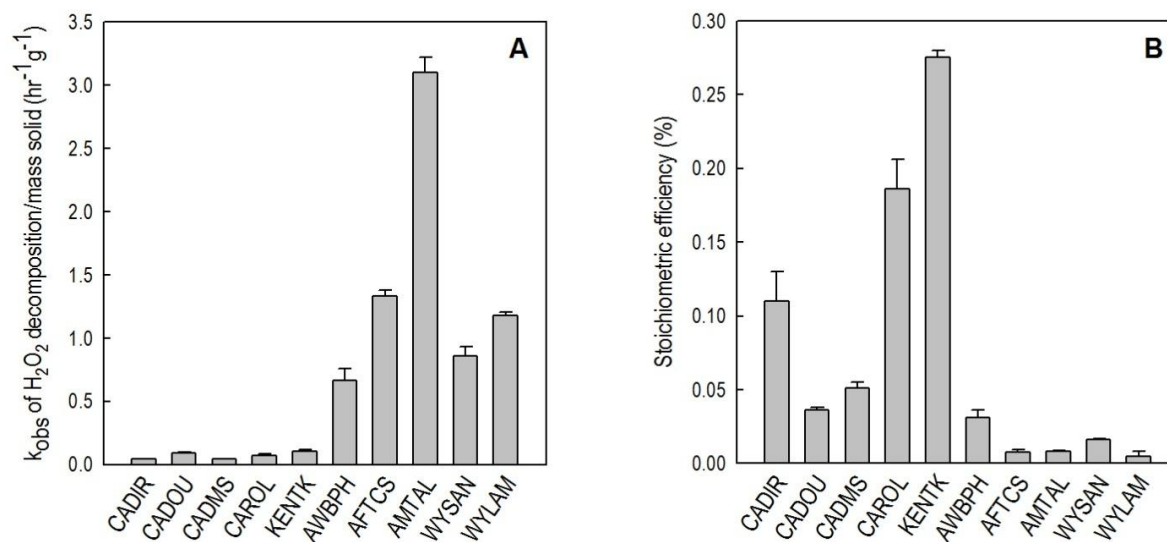 A
k_obs of H₂O₂ decomposition/mass solid (hr⁻¹g⁻¹)
3.5
3.0
2.5
2.0
1.5
1.0
0.5
0.0
CADIR
CADOU
CADMS
CAROL
KENTK
AWBPH
AFTCS
AMTAL
WYSAN
WYLAM
B
Stoichiometric efficiency (%)
0.30
0.25
0.20
0.15
0.10
0.05
0.00
CADIR
CADOU
CADMS
CAROL
KENTK
AWBPH
AFTCS
AMTAL
WYSAN
WYLAM